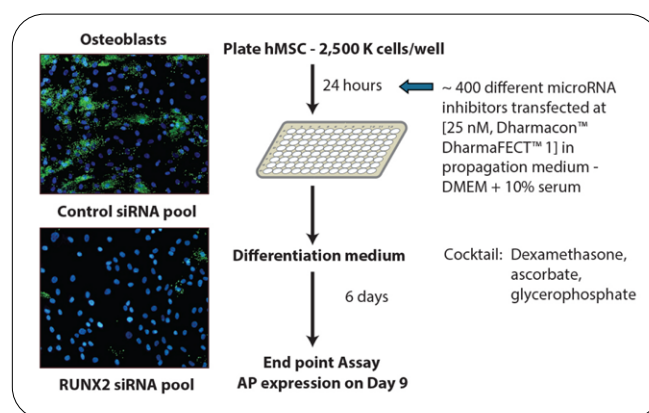 Osteoblasts
Control siRNA pool
RUNX2 siRNA pool
Plate hMSC - 2,500 K cells/well
24 hours
~ 400 different microRNA
inhibitors transfected at
[25 nM, Dharmacon™
DharmaFECT™ 1] in
propagation medium -
DMEM + 10% serum
Differentiation medium
Cocktail: Dexamethasone,
ascorbate,
glycerophosphate
6 days
End point Assay
AP expression on Day 9